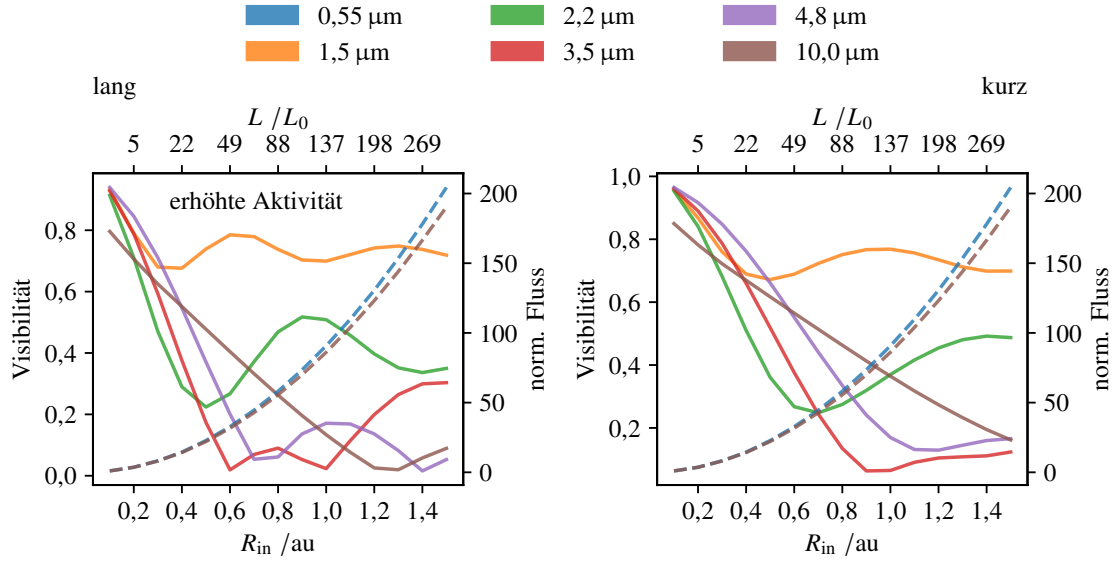 0,55 µm 2,2 µm 4,8 µm
1,5 µm 3,5 µm 10,0 µm
lang kurz
L /L0 L /L0
5 22 49 88 137 198 269 5 22 49 88 137 198 269
erhöhte Aktivität
0,8
0,6
0,4
0,2
0,0
Visibilität
200
150
100
50
0
norm. Fluss
1,0
0,8
0,6
0,4
0,2
Visibilität
200
150
100
50
0
norm. Fluss
0,2 0,4 0,6 0,8 1,0 1,2 1,4 0,2 0,4 0,6 0,8 1,0 1,2 1,4
Rin /au Rin /au